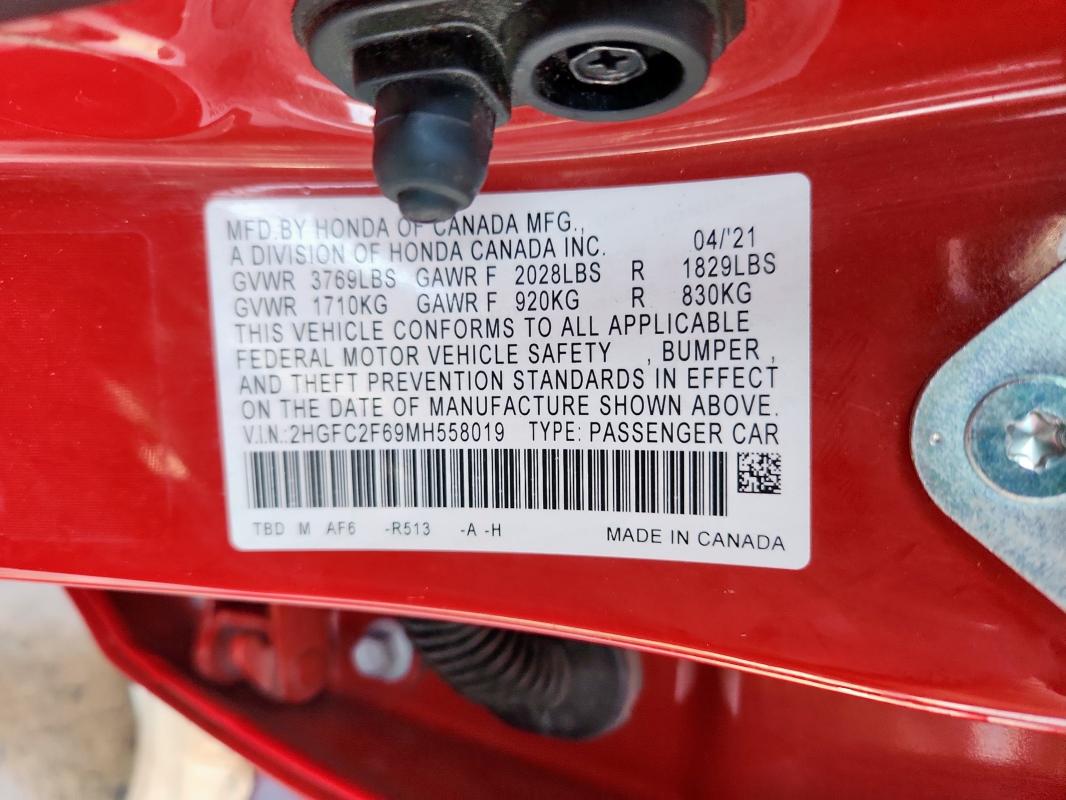 MFD.BY HONDA OF CANADA MFG.,
A DIVISION OF HONDA CANADA INC. 04/'21
GVWR 3769LBS GAWR F 2028LBS R 1829LBS
GVWR 1710KG GAWR F 920KG R 830KG
THIS VEHICLE CONFORMS TO ALL APPLICABLE
FEDERAL MOTOR VEHICLE SAFETY , BUMPER ,
AND THEFT PREVENTION STANDARDS IN EFFECT
ON THE DATE OF MANUFACTURE SHOWN ABOVE.
V.I.N.:2HGFC2F69MH558019 TYPE: PASSENGER CAR
TBD M AF6 -R513 -A -H MADE IN CANADA